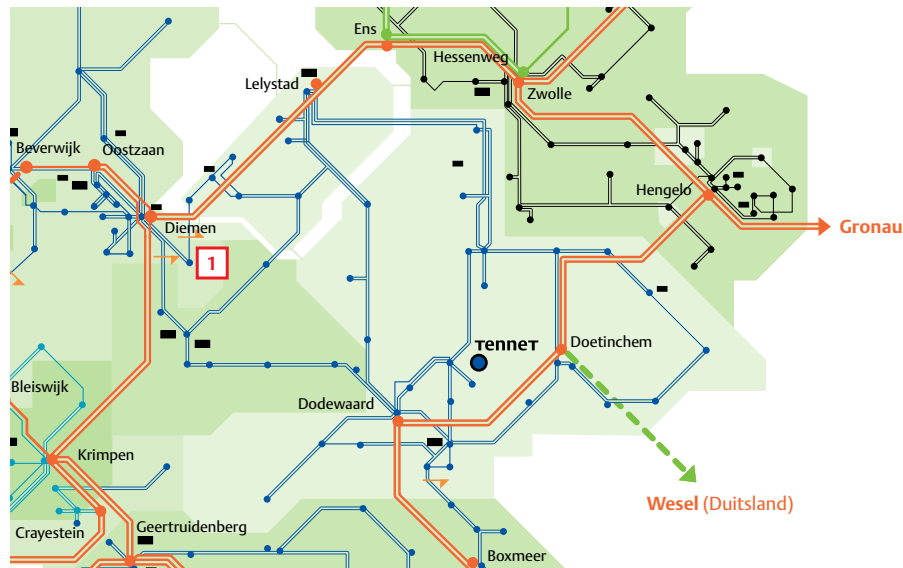 Ens
Hessenweg
Lelystad
Zwolle
Beverwijk
Oostzaan
Hengelo
Diemen
Gronau
1
TenneT
Doetinchem
Bleiswijk
Dodewaard
Krimpen
Wesel (Duitsland)
Geertruidenberg
Crayestein
Boxmeer